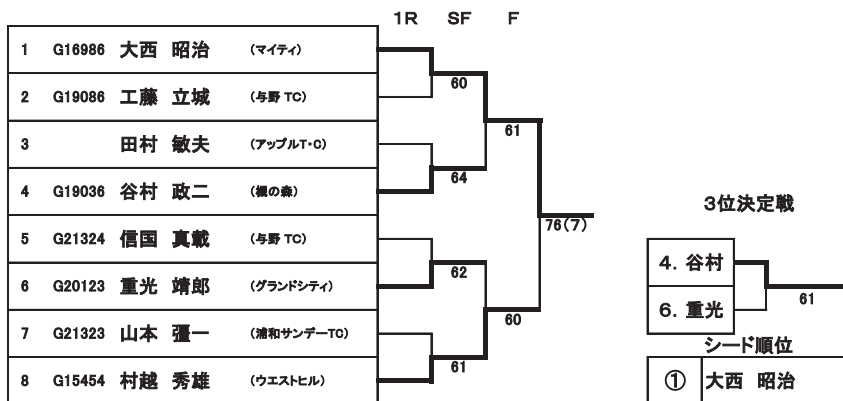 1R SF F
1 G16986 大西 昭治 (マイティ)
60
2 G19086 工藤 立城 (与野 TC)
61
3 田村 敏夫 (アップルT・C)
64
4 G19036 谷村 政二 (櫻の森)
76(7)
5 G21324 信国 真載 (与野 TC)
62
6 G20123 重光 靖郎 (グランドシティ)
60
7 G21323 山本 彊一 (浦和サンデーTC)
61
8 G15454 村越 秀雄 (ウエストヒル)
3位決定戦
4. 谷村
61
6. 重光
シード順位
① 大西 昭治